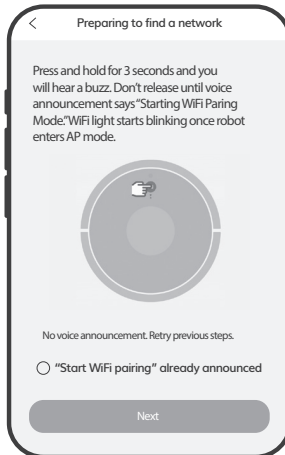 Preparing to find a network
Press and hold for 3 seconds and you
will hear a buzz. Don't release until voice
announcement says "Starting WiFi Paring
Mode." WiFi light starts blinking once robot
enters AP mode.
No voice announcement. Retry previous steps.
"Start WiFi pairing" already announced
Next